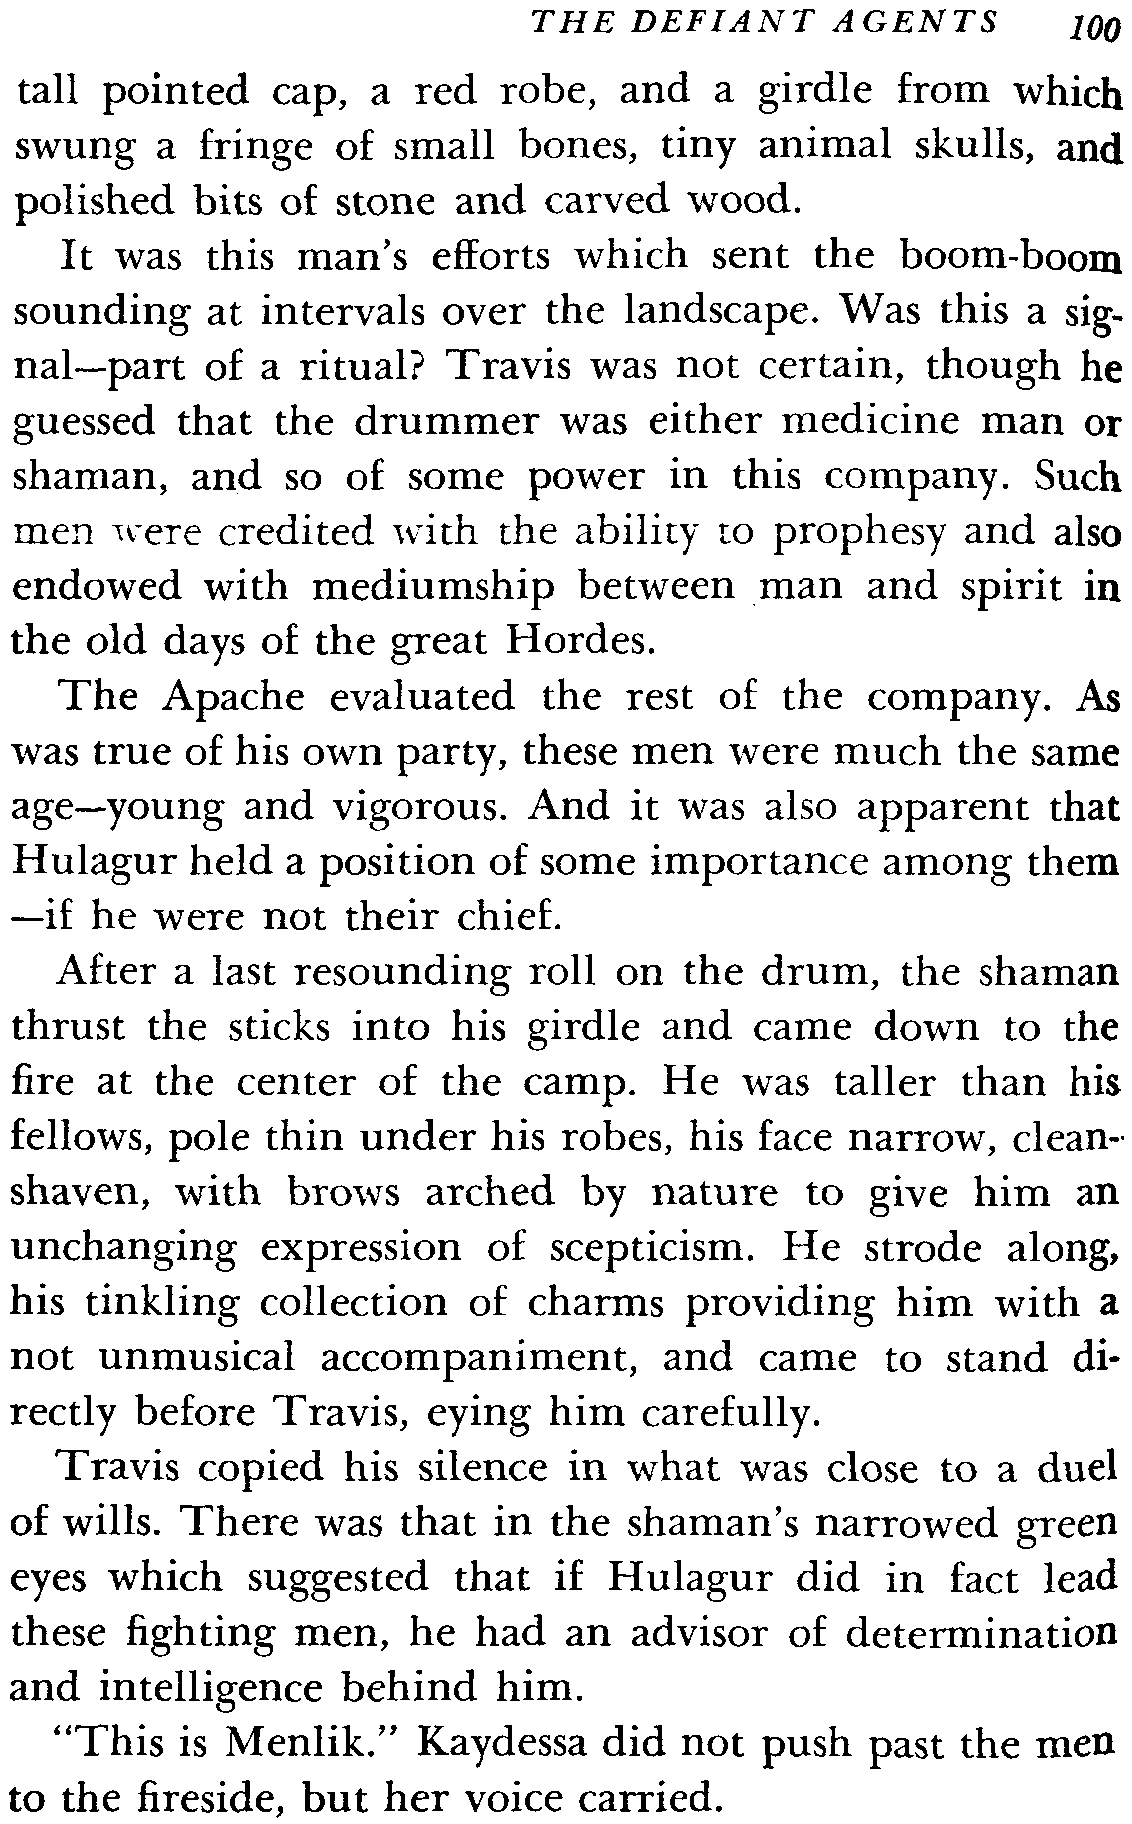 THE DEFIANT AGENTS 100
tall pointed cap, a red robe, and a girdle from which
swung a fringe of small bones, tiny animal skulls, and
polished bits of stone and carved wood.
It was this man's efforts which sent the boom-boom
sounding at intervals over the landscape. Was this a sig-
nal—part of a ritual? Travis was not certain, though he
guessed that the drummer was either medicine man or
shaman, and so of some power in this company. Such
men were credited with the ability to prophesy and also
endowed with mediumship between man and spirit in
the old days of the great Hordes.
The Apache evaluated the rest of the company. As
was true of his own party, these men were much the same
age—young and vigorous. And it was also apparent that
Hulagur held a position of some importance among them
—if he were not their chief.
After a last resounding roll on the drum, the shaman
thrust the sticks into his girdle and came down to the
fire at the center of the camp. He was taller than his
fellows, pole thin under his robes, his face narrow, clean-
shaven, with brows arched by nature to give him an
unchanging expression of scepticism. He strode along,
his tinkling collection of charms providing him with a
not unmusical accompaniment, and came to stand di-
rectly before Travis, eying him carefully.
Travis copied his silence in what was close to a duel
of wills. There was that in the shaman's narrowed green
eyes which suggested that if Hulagur did in fact lead
these fighting men, he had an advisor of determination
and intelligence behind him.
"This is Menlik." Kaydessa did not push past the men
to the fireside, but her voice carried.